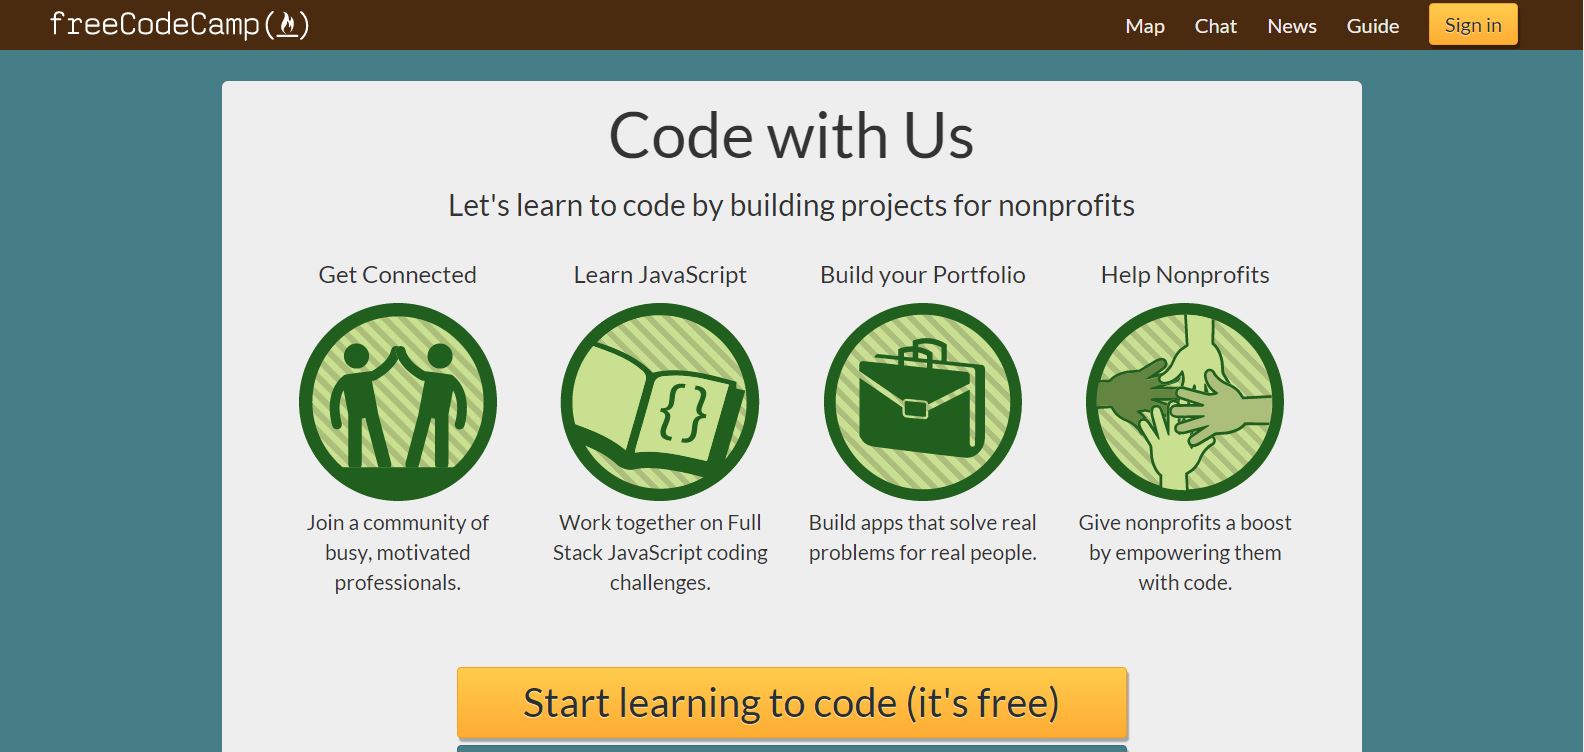 freeCodeCamp(🔥)
Map Chat News Guide Sign in
Code with Us
Let's learn to code by building projects for nonprofits
Get Connected
Join a community of
busy, motivated
professionals.
Learn JavaScript
{}
Work together on Full
Stack JavaScript coding
challenges.
Build your Portfolio
Build apps that solve real
problems for real people.
Help Nonprofits
Give nonprofits a boost
by empowering them
with code.
Start learning to code (it's free)